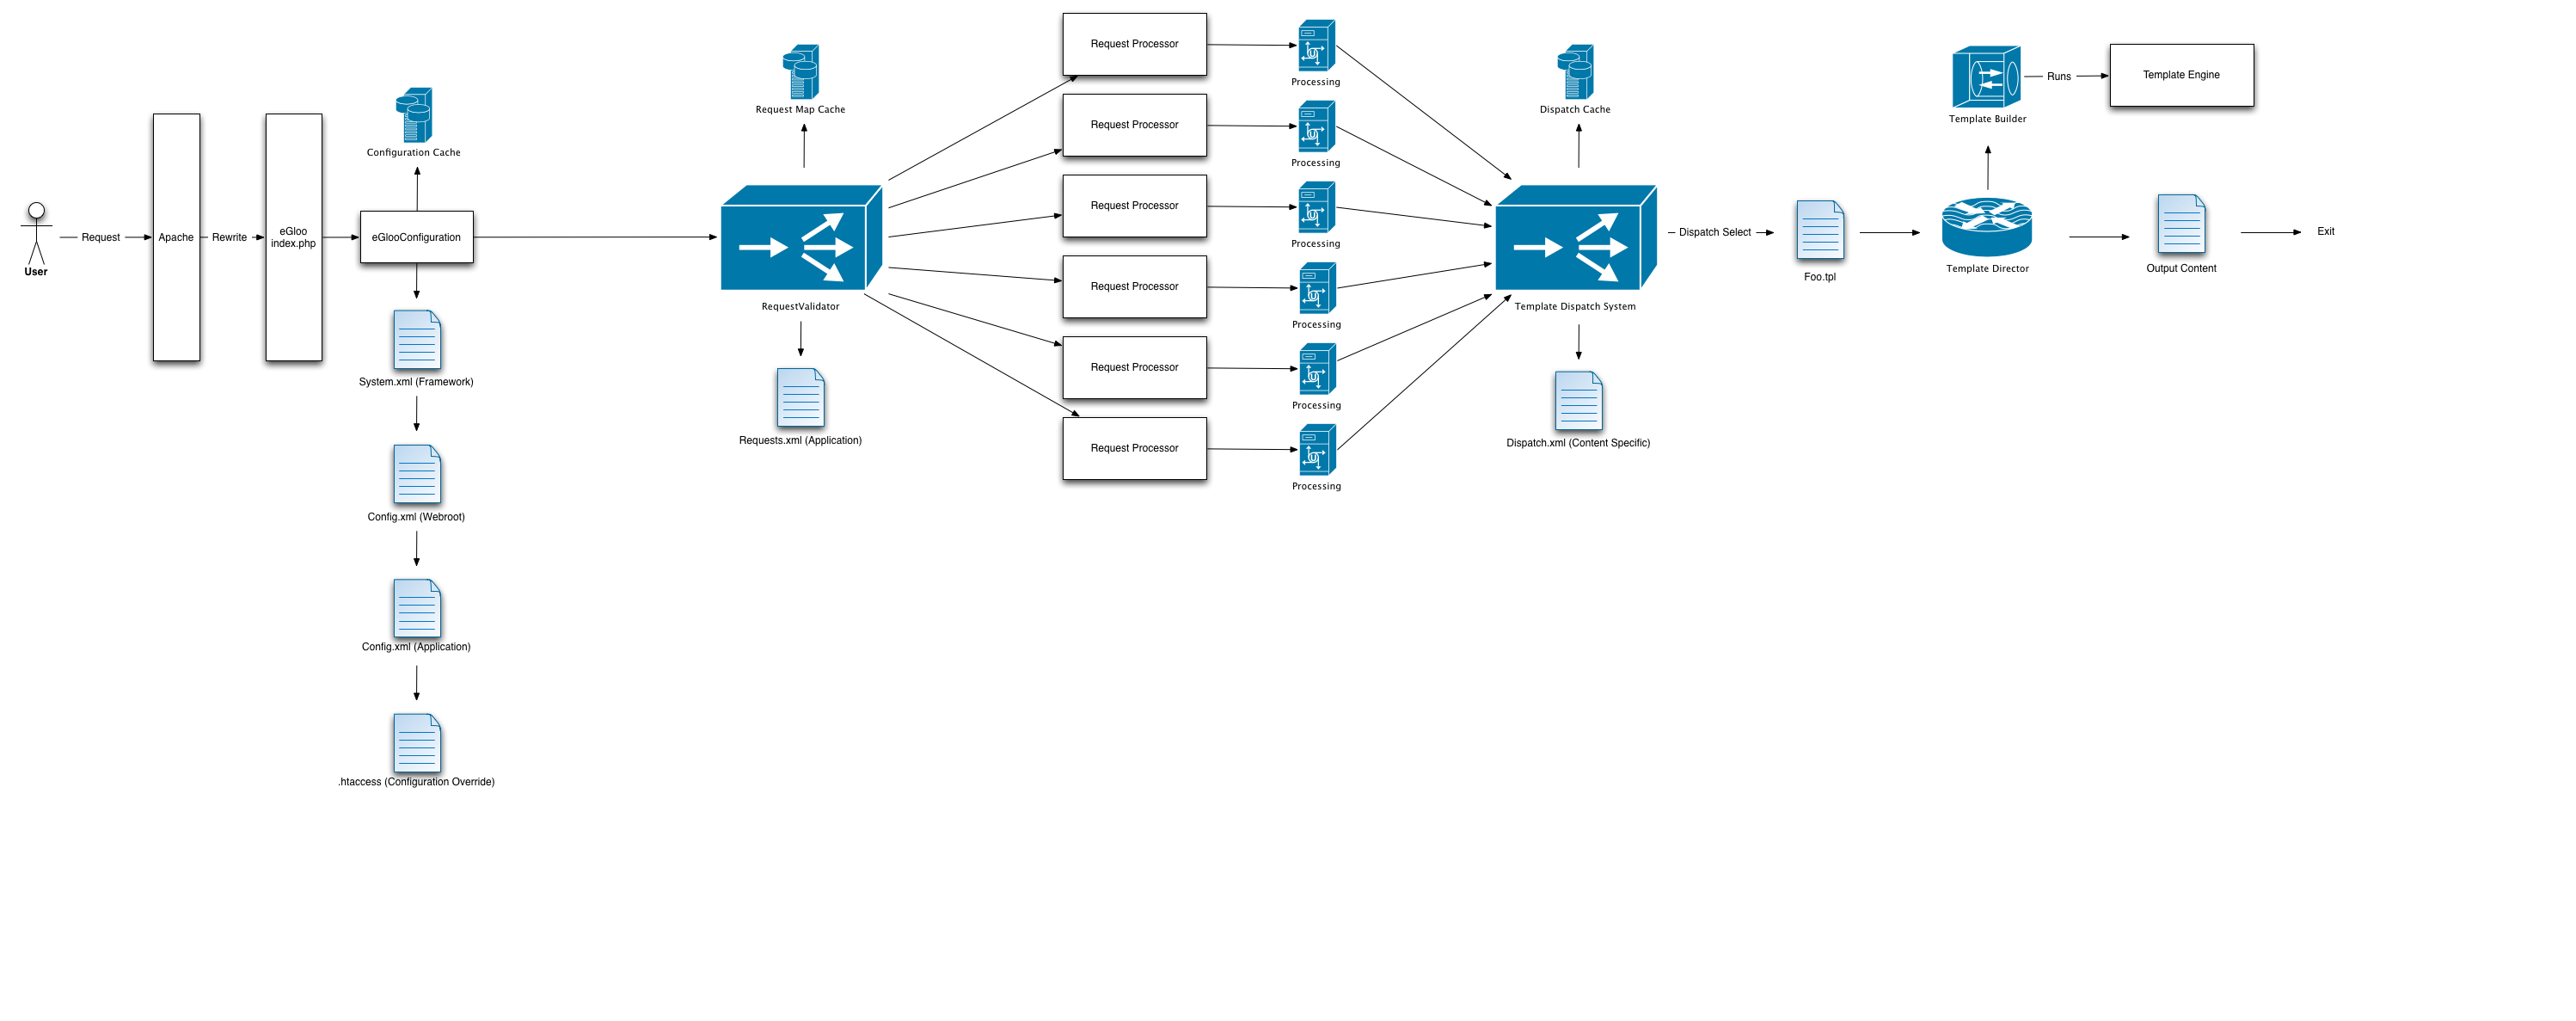 User
Request
Apache
Rewrite
eGloo
index.php
Configuration Cache
eGlooConfiguration
System.xml (Framework)
Config.xml (Webroot)
Config.xml (Application)
.htaccess (Configuration Override)
Request Map Cache
RequestValidator
Requests.xml (Application)
Request Processor
Processing
Request Processor
Processing
Request Processor
Processing
Request Processor
Processing
Request Processor
Processing
Request Processor
Processing
Dispatch Cache
Template Dispatch System
Dispatch.xml (Content Specific)
Dispatch Select
Foo.tpl
Template Builder
Runs
Template Engine
Template Director
Output Content
Exit